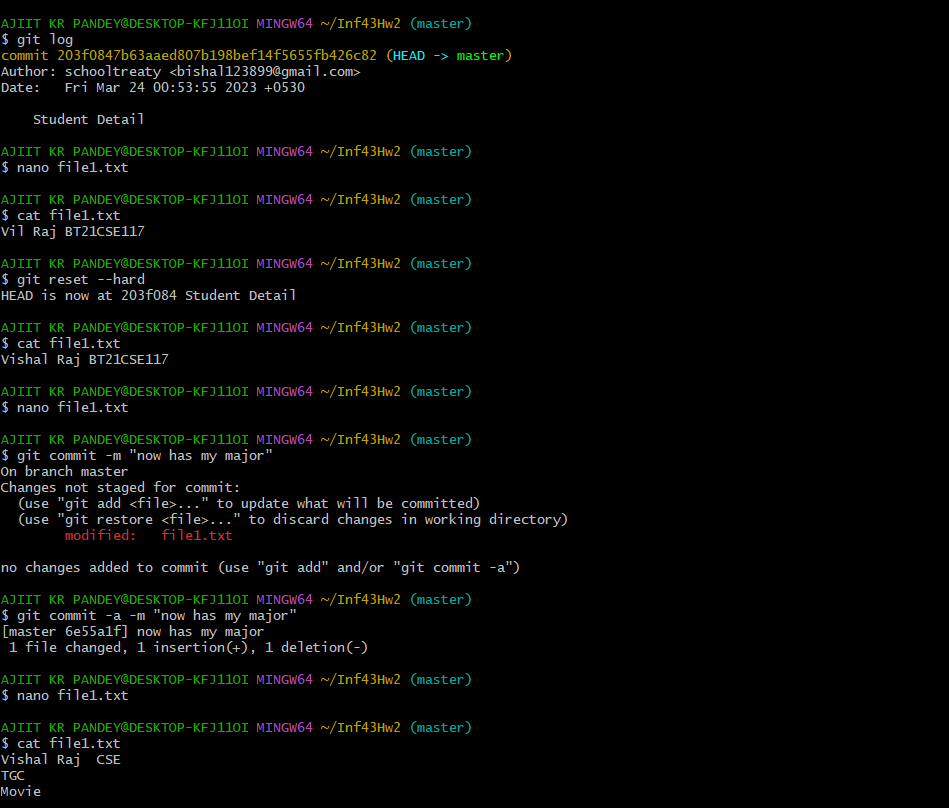 AJIIT KR PANDEY@DESKTOP-KFJ11OI MINGW64 ~/Inf43Hw2 (master)
$ git log
commit 203f0847b63aaed807b198bef14f5655fb426c82 (HEAD -> master)
Author: schooltreaty <bishal123899@gmail.com>
Date:   Fri Mar 24 00:53:55 2023 +0530

    Student Detail

AJIIT KR PANDEY@DESKTOP-KFJ11OI MINGW64 ~/Inf43Hw2 (master)
$ nano file1.txt

AJIIT KR PANDEY@DESKTOP-KFJ11OI MINGW64 ~/Inf43Hw2 (master)
$ cat file1.txt
Vil Raj BT21CSE117

AJIIT KR PANDEY@DESKTOP-KFJ11OI MINGW64 ~/Inf43Hw2 (master)
$ git reset --hard
HEAD is now at 203f084 Student Detail

AJIIT KR PANDEY@DESKTOP-KFJ11OI MINGW64 ~/Inf43Hw2 (master)
$ cat file1.txt
Vishal Raj BT21CSE117

AJIIT KR PANDEY@DESKTOP-KFJ11OI MINGW64 ~/Inf43Hw2 (master)
$ nano file1.txt

AJIIT KR PANDEY@DESKTOP-KFJ11OI MINGW64 ~/Inf43Hw2 (master)
$ git commit -m "now has my major"
On branch master
Changes not staged for commit:
  (use "git add <file>..." to update what will be committed)
  (use "git restore <file>..." to discard changes in working directory)
        modified:   file1.txt

no changes added to commit (use "git add" and/or "git commit -a")

AJIIT KR PANDEY@DESKTOP-KFJ11OI MINGW64 ~/Inf43Hw2 (master)
$ git commit -a -m "now has my major"
[master 6e55a1f] now has my major
 1 file changed, 1 insertion(+), 1 deletion(-)

AJIIT KR PANDEY@DESKTOP-KFJ11OI MINGW64 ~/Inf43Hw2 (master)
$ nano file1.txt

AJIIT KR PANDEY@DESKTOP-KFJ11OI MINGW64 ~/Inf43Hw2 (master)
$ cat file1.txt
Vishal Raj  CSE
TGC
Movie